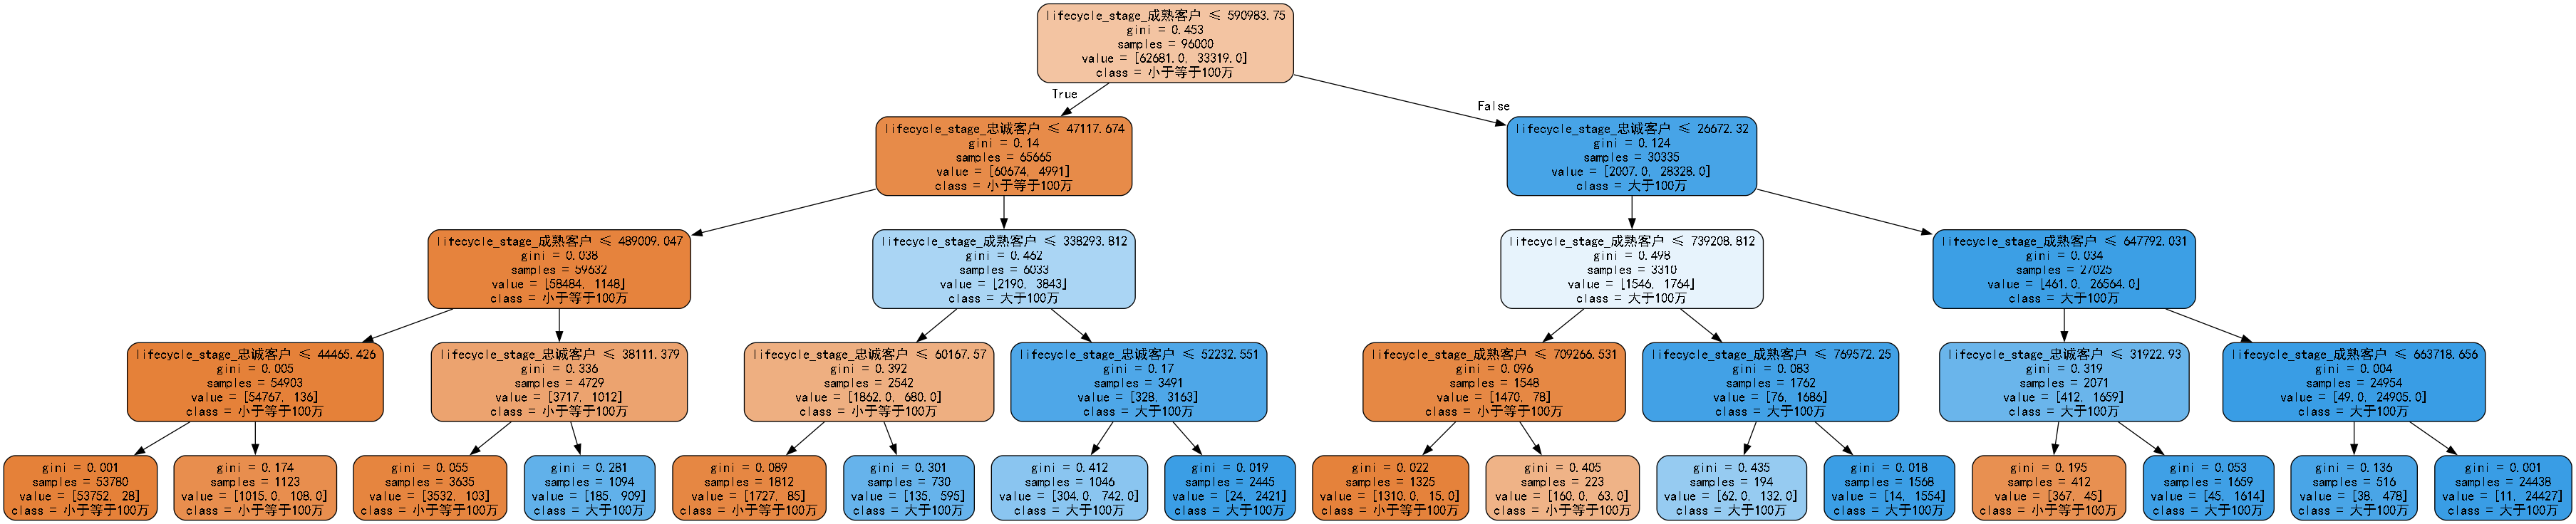 lifecycle_stage_成熟客户 ≤ 590983.75
gini = 0.453
samples = 96000
value = [62681.0, 33319.0]
class = 小于等于100万
True
False
lifecycle_stage_忠诚客户 ≤ 47117.674
gini = 0.14
samples = 65665
value = [60674, 4991]
class = 小于等于100万
lifecycle_stage_忠诚客户 ≤ 26672.32
gini = 0.124
samples = 30335
value = [2007.0, 28328.0]
class = 大于100万
lifecycle_stage_成熟客户 ≤ 489009.047
gini = 0.038
samples = 59632
value = [58484, 1148]
class = 小于等于100万
lifecycle_stage_成熟客户 ≤ 338293.812
gini = 0.462
samples = 6033
value = [2190, 3843]
class = 大于100万
lifecycle_stage_成熟客户 ≤ 739208.812
gini = 0.498
samples = 3310
value = [1546, 1764]
class = 大于100万
lifecycle_stage_成熟客户 ≤ 647792.031
gini = 0.034
samples = 27025
value = [461.0, 26564.0]
class = 大于100万
lifecycle_stage_忠诚客户 ≤ 44465.426
gini = 0.005
samples = 54903
value = [54767, 136]
class = 小于等于100万
lifecycle_stage_忠诚客户 ≤ 38111.379
gini = 0.336
samples = 4729
value = [3717, 1012]
class = 小于等于100万
lifecycle_stage_忠诚客户 ≤ 60167.57
gini = 0.392
samples = 2542
value = [1862.0, 680.0]
class = 小于等于100万
lifecycle_stage_忠诚客户 ≤ 52232.551
gini = 0.17
samples = 3491
value = [328, 3163]
class = 大于100万
lifecycle_stage_成熟客户 ≤ 709266.531
gini = 0.096
samples = 1548
value = [1470, 78]
class = 小于等于100万
lifecycle_stage_成熟客户 ≤ 769572.25
gini = 0.083
samples = 1762
value = [76, 1686]
class = 大于100万
lifecycle_stage_忠诚客户 ≤ 31922.93
gini = 0.319
samples = 2071
value = [412, 1659]
class = 大于100万
lifecycle_stage_成熟客户 ≤ 663718.656
gini = 0.004
samples = 24954
value = [49.0, 24905.0]
class = 大于100万
gini = 0.001
samples = 53780
value = [53752, 28]
class = 小于等于100万
gini = 0.174
samples = 1123
value = [1015.0, 108.0]
class = 小于等于100万
gini = 0.055
samples = 3635
value = [3532, 103]
class = 小于等于100万
gini = 0.281
samples = 1094
value = [185, 909]
class = 大于100万
gini = 0.089
samples = 1812
value = [1727, 85]
class = 小于等于100万
gini = 0.301
samples = 730
value = [135, 595]
class = 大于100万
gini = 0.412
samples = 1046
value = [304.0, 742.0]
class = 大于100万
gini = 0.019
samples = 2445
value = [24, 2421]
class = 大于100万
gini = 0.022
samples = 1325
value = [1310.0, 15.0]
class = 小于等于100万
gini = 0.405
samples = 223
value = [160.0, 63.0]
class = 小于等于100万
gini = 0.435
samples = 194
value = [62.0, 132.0]
class = 大于100万
gini = 0.018
samples = 1568
value = [14, 1554]
class = 大于100万
gini = 0.195
samples = 412
value = [367, 45]
class = 小于等于100万
gini = 0.053
samples = 1659
value = [45, 1614]
class = 大于100万
gini = 0.136
samples = 516
value = [38, 478]
class = 大于100万
gini = 0.001
samples = 24438
value = [11, 24427]
class = 大于100万